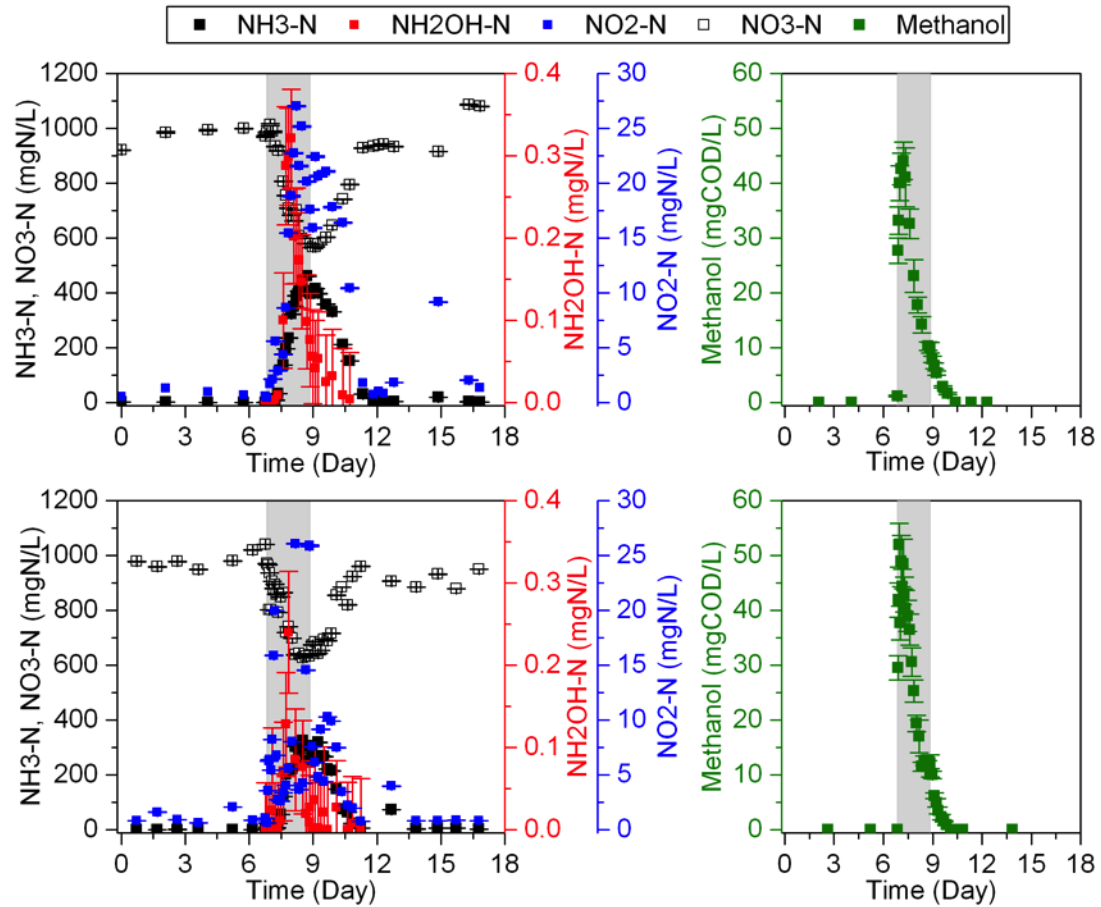 NH3-N NH2OH-N NO2-N NO3-N Methanol
1200 0.4 30 60
1000 25 50
0.3
800 20 40
600 0.2 15 30
400 10 20
0.1
200 5 10
0 0.0 0 0
NH3-N, NO3-N (mgN/L)
NH2OH-N (mgN/L)
NO2-N (mgN/L)
Methanol (mgCOD/L)
0 3 6 9 12 15 18 0 3 6 9 12 15 18
Time (Day) Time (Day)
1200 0.4 30 60
1000 25 50
0.3
800 20 40
600 0.2 15 30
400 10 20
0.1
200 5 10
0 0.0 0 0
NH3-N, NO3-N (mgN/L)
NH2OH-N (mgN/L)
NO2-N (mgN/L)
Methanol (mgCOD/L)
0 3 6 9 12 15 18 0 3 6 9 12 15 18
Time (Day) Time (Day)